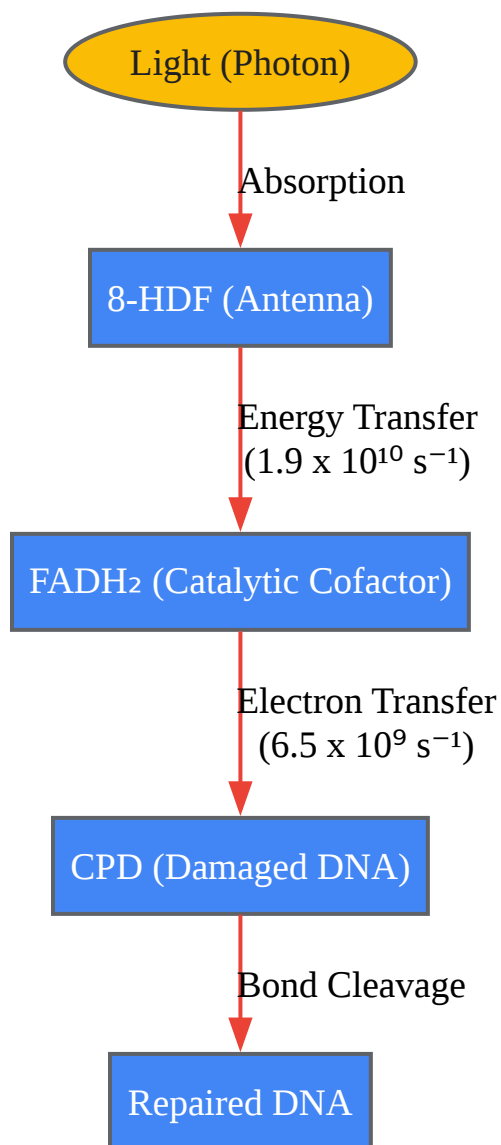 Light (Photon)
Absorption
8-HDF (Antenna)
Energy Transfer
(1.9 x 10¹⁰ s⁻¹)
FADH₂ (Catalytic Cofactor)
Electron Transfer
(6.5 x 10⁹ s⁻¹)
CPD (Damaged DNA)
Bond Cleavage
Repaired DNA